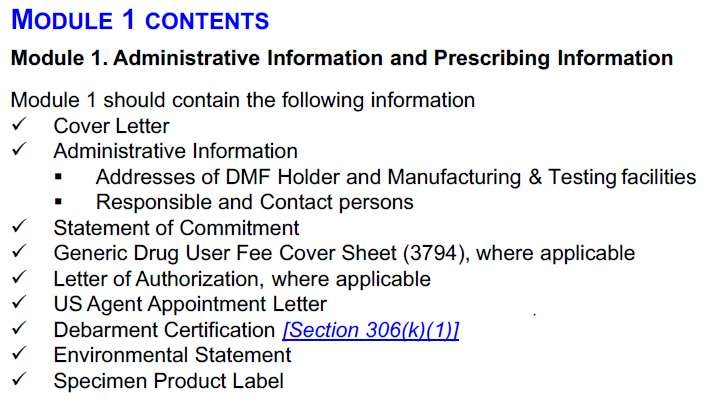 MODULE 1 CONTENTS
Module 1. Administrative Information and Prescribing Information
Module 1 should contain the following information
✓ Cover Letter
✓ Administrative Information
▪ Addresses of DMF Holder and Manufacturing & Testing facilities
▪ Responsible and Contact persons
✓ Statement of Commitment
✓ Generic Drug User Fee Cover Sheet (3794), where applicable
✓ Letter of Authorization, where applicable
✓ US Agent Appointment Letter
✓ Debarment Certification [Section 306(k)(1)]
✓ Environmental Statement
✓ Specimen Product Label